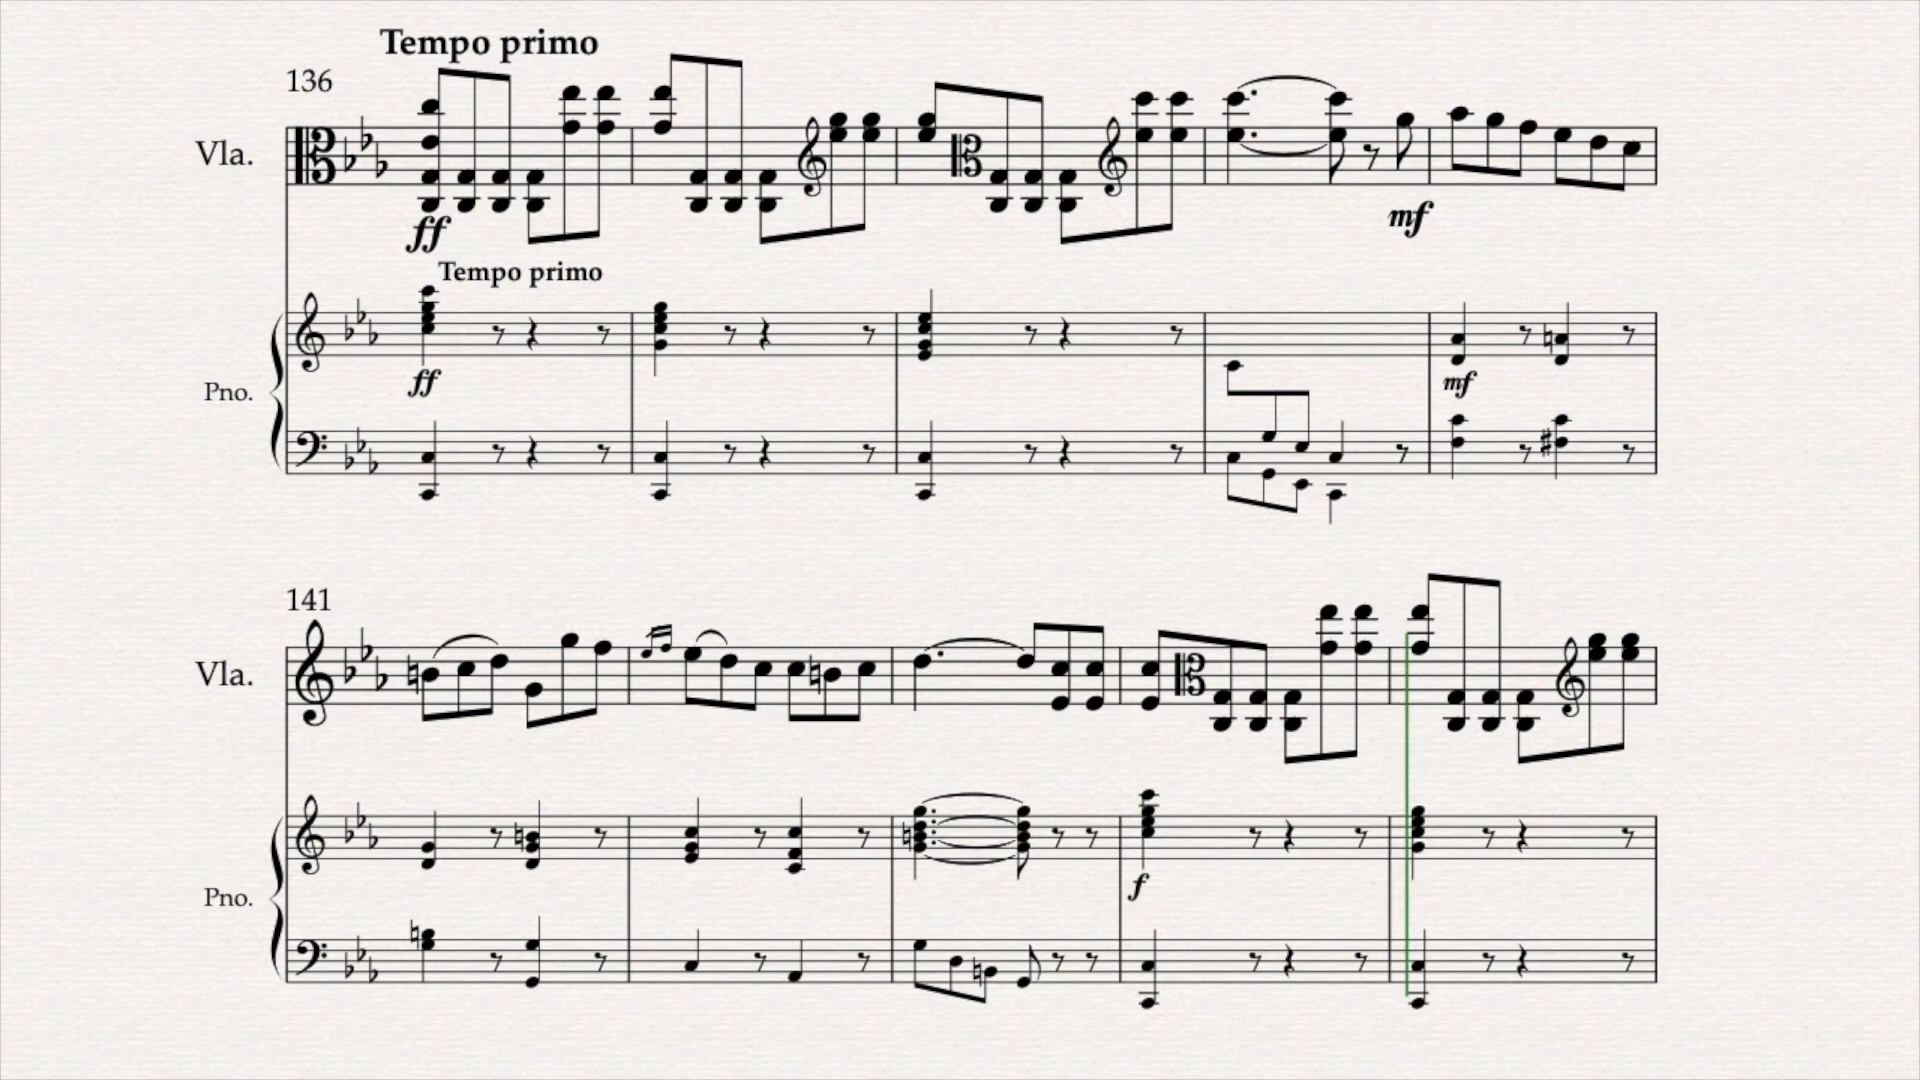 Tempo primo
136
Vla.
ff
mf
Tempo primo
Pno.
ff
mf
141
Vla.
Pno.
f